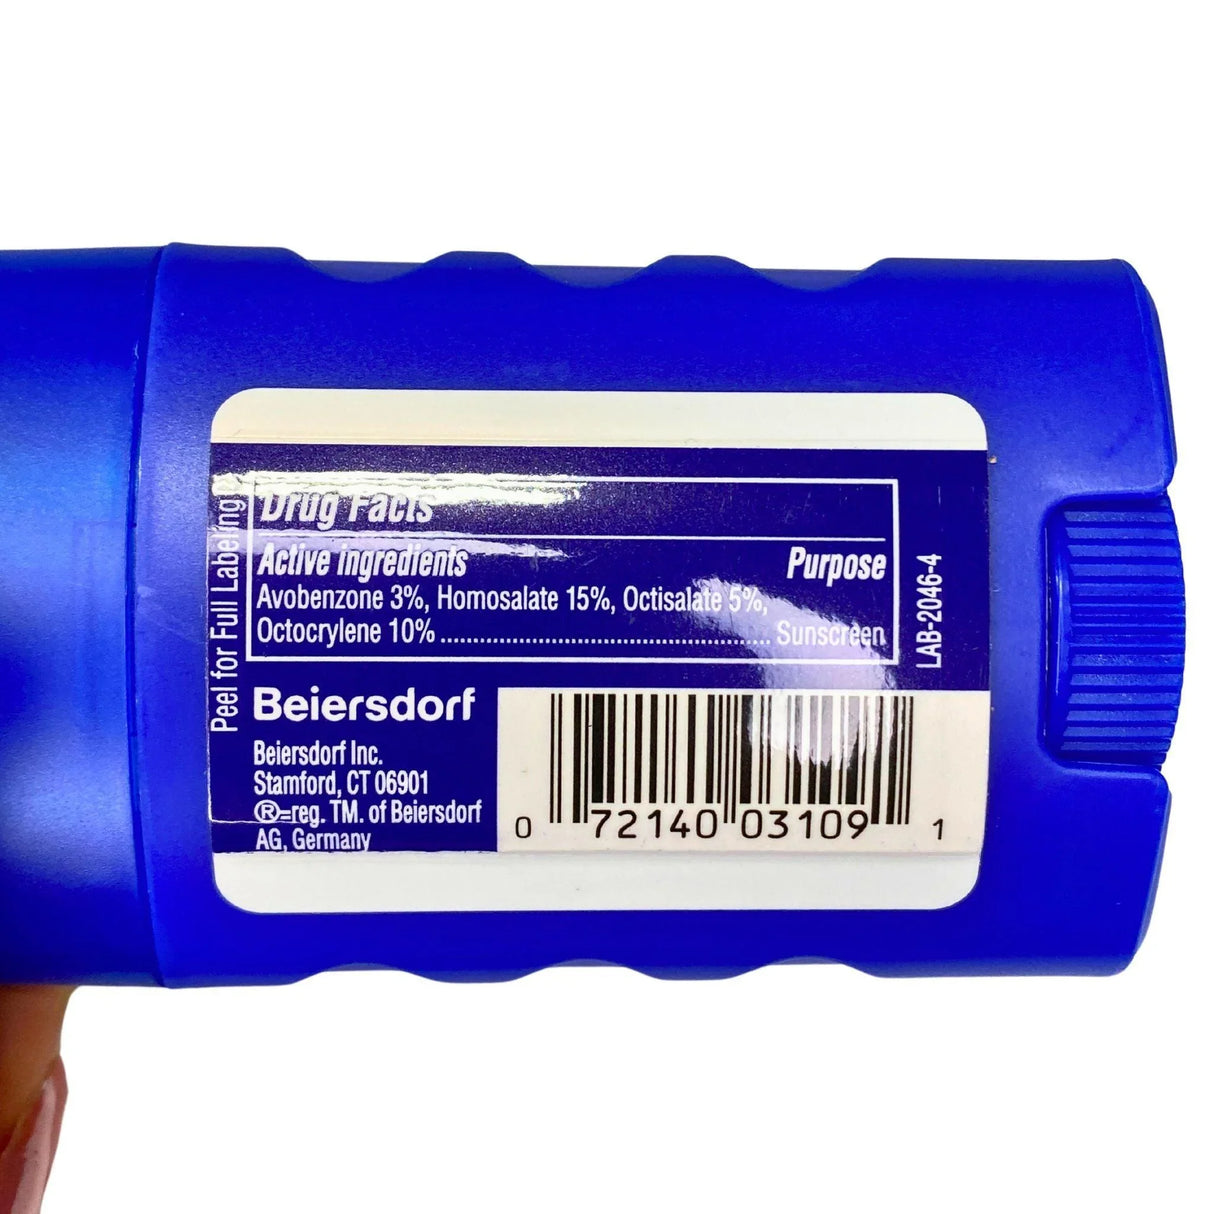 Peel for Full Labeling
Drug Facts
Active ingredients Purpose
Avobenzone 3%, Homosalate 15%, Octisalate 5%,
Octocrylene 10%........................................................ Sunscreen
LAB-2046-4
Beiersdorf
Beiersdorf Inc.
Stamford, CT 06901
®=reg. TM. of Beiersdorf
AG, Germany
0 72140 03109 1